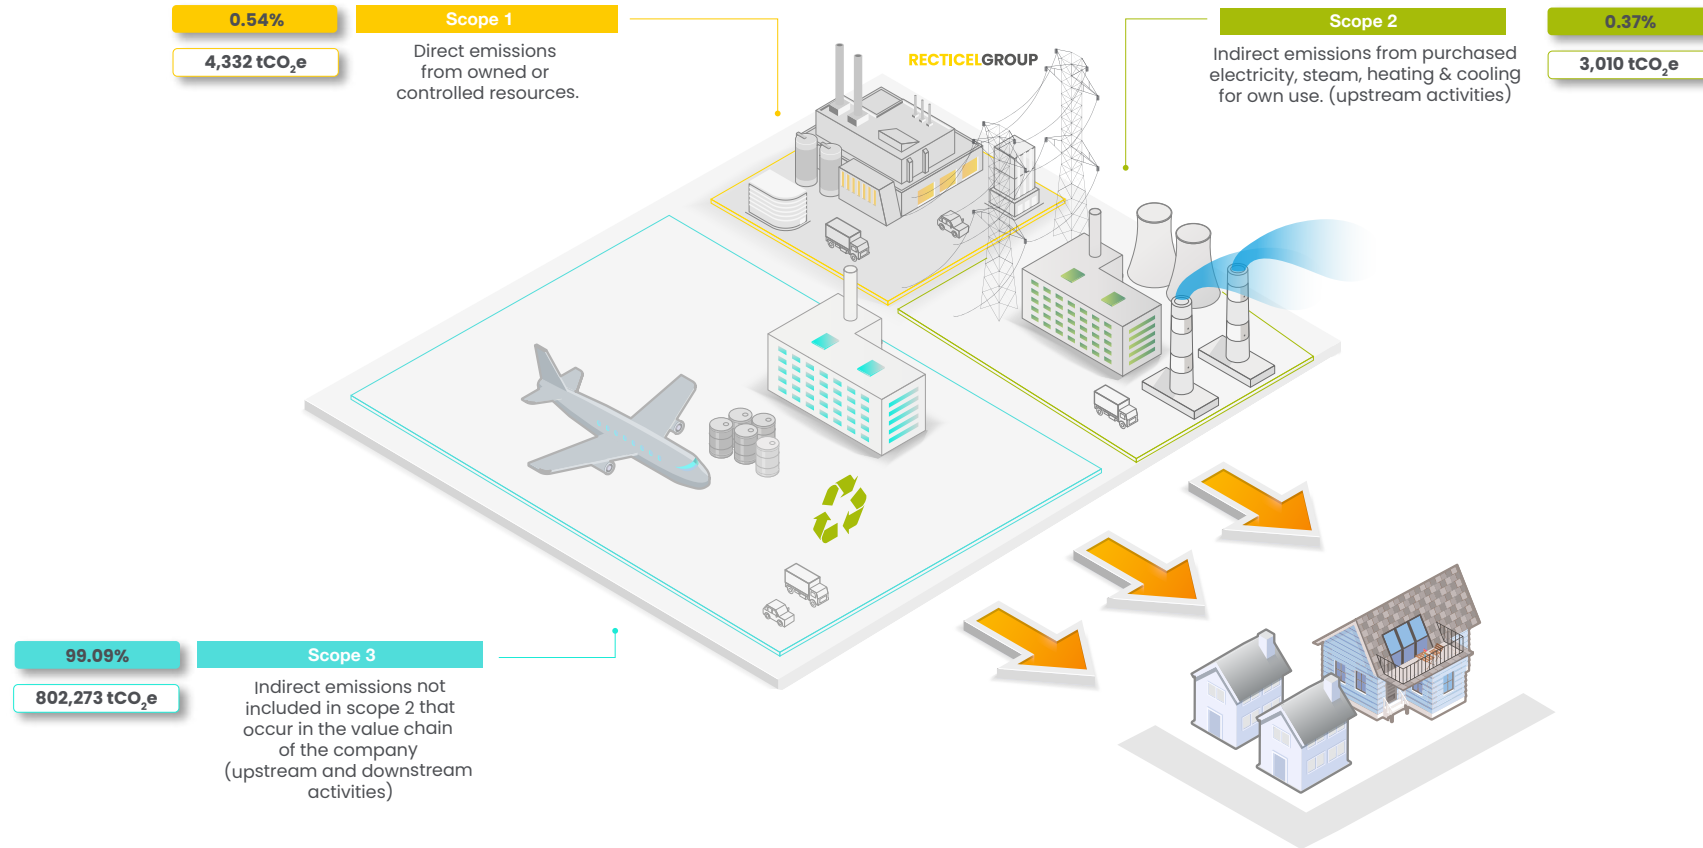 0.54%
Scope 1
4,332 tCO₂e
Direct emissions
from owned or
controlled resources.
RECTICELGROUP
Scope 2
0.37%
Indirect emissions from purchased
electricity, steam, heating & cooling
for own use. (upstream activities)
3,010 tCO₂e
99.09%
Scope 3
802,273 tCO₂e
Indirect emissions not
included in scope 2 that
occur in the value chain
of the company
(upstream and downstream
activities)